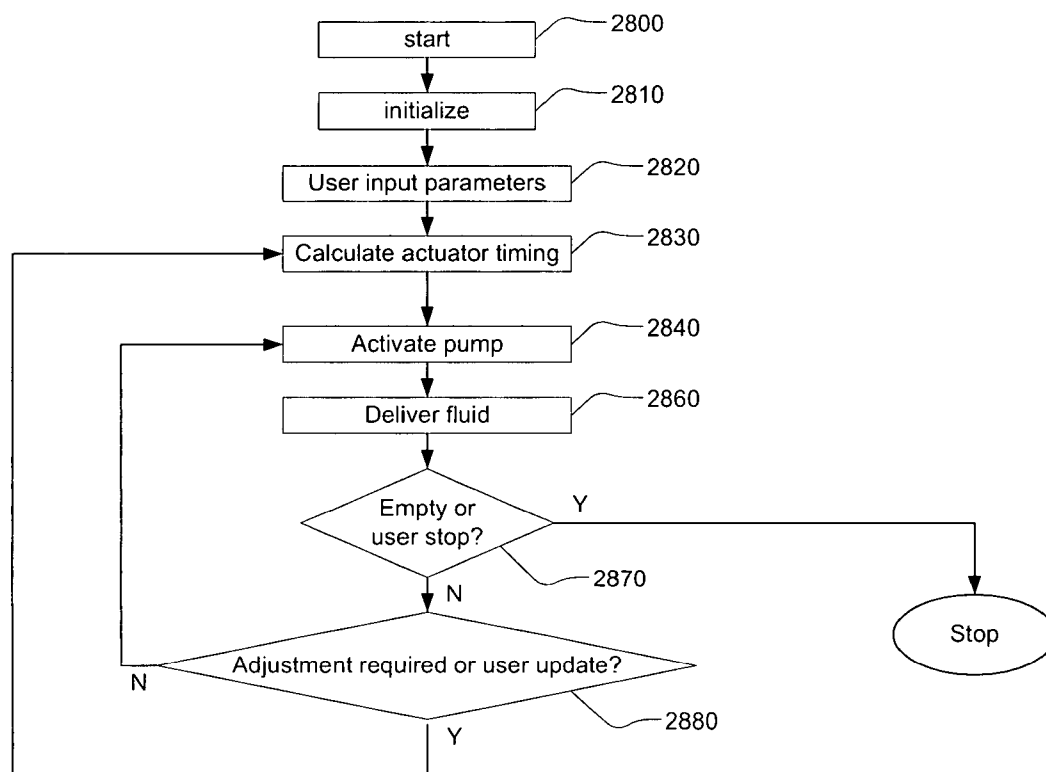 start
2800
initialize
2810
User input parameters
2820
Calculate actuator timing
2830
Activate pump
2840
Deliver fluid
2860
Empty or
user stop?
Y
2870
N
Stop
Adjustment required or user update?
N
2880
Y